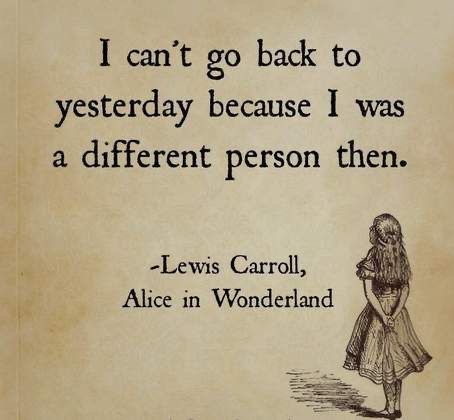 I can't go back to
yesterday because I was
a different person then.
-Lewis Carroll,
Alice in Wonderland